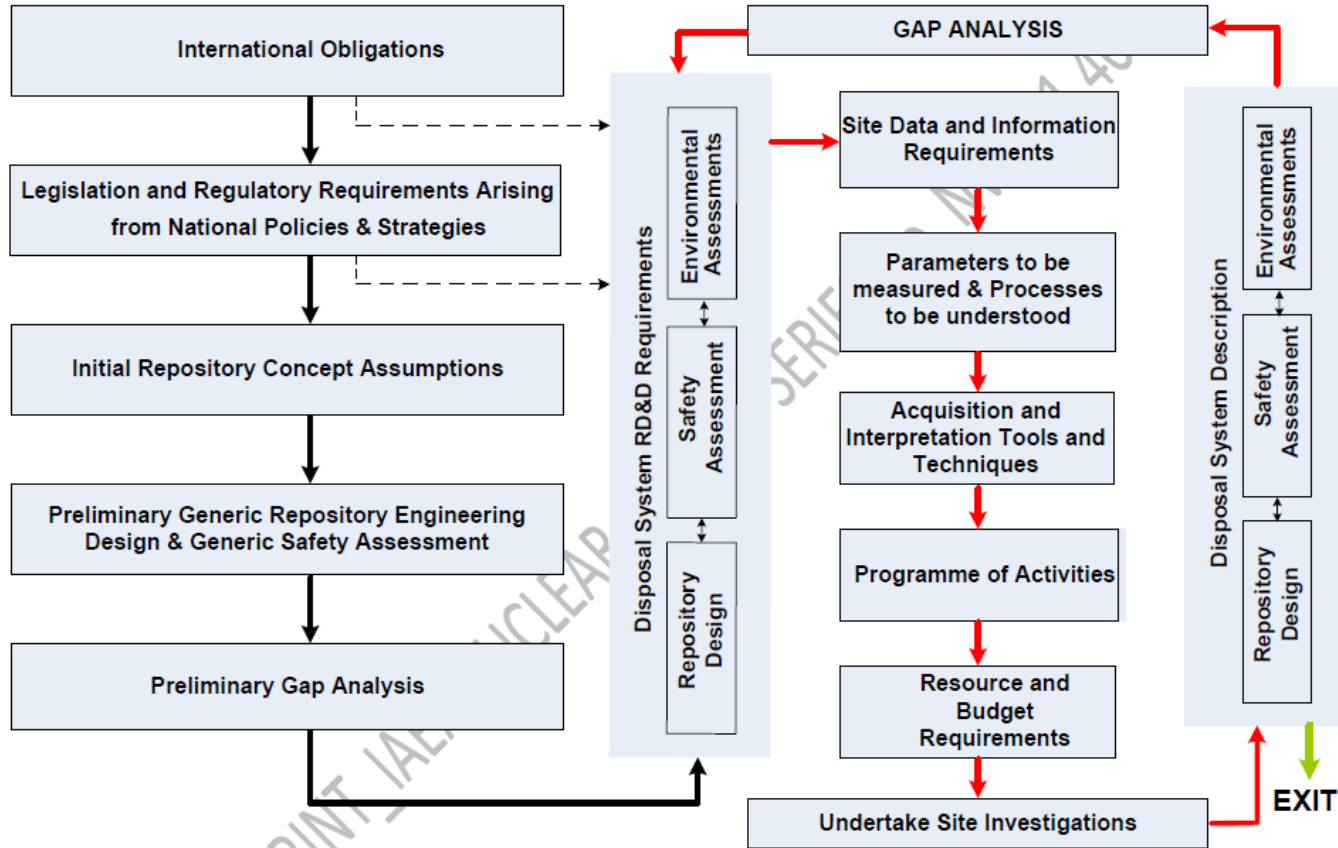 International Obligations
Legislation and Regulatory Requirements Arising
from National Policies & Strategies
Initial Repository Concept Assumptions
Preliminary Generic Repository Engineering
Design & Generic Safety Assessment
Preliminary Gap Analysis
Disposal System RD&D Requirements
Environmental
Assessments
Safety
Assessment
Repository
Design
GAP ANALYSIS
Site Data and Information
Requirements
Parameters to be
measured & Processes
to be understood
Acquisition and
Interpretation Tools and
Techniques
Programme of Activities
Resource and
Budget
Requirements
Undertake Site Investigations
Disposal System Description
Environmental
Assessments
Safety
Assessment
Repository
Design
EXIT